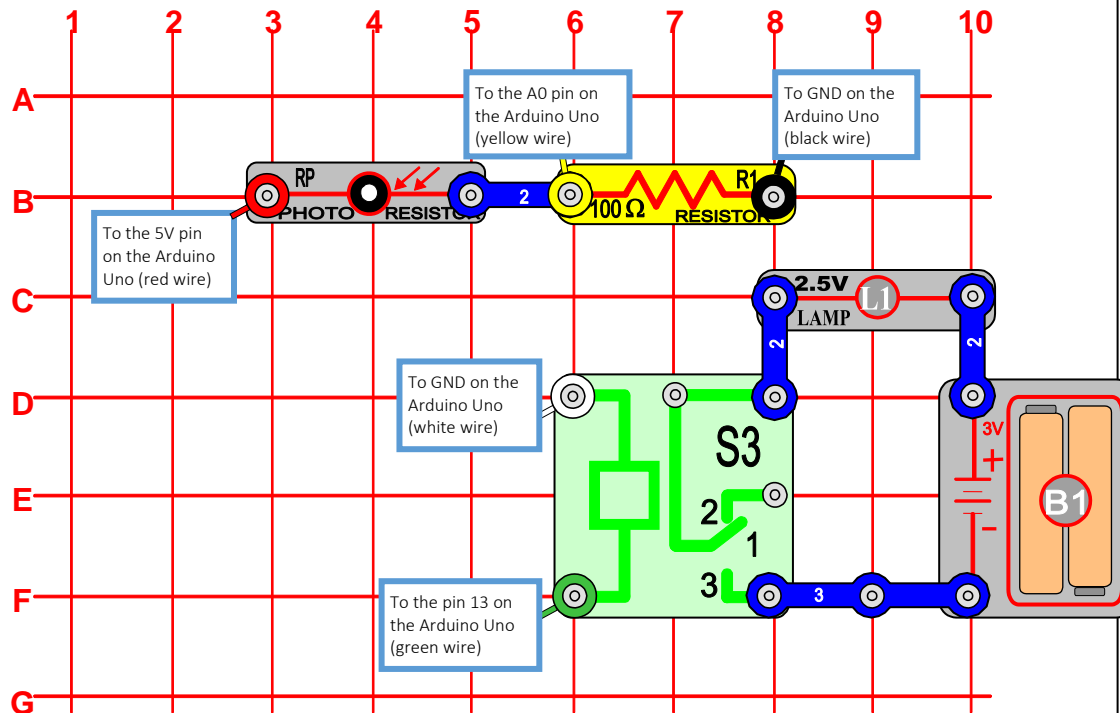 1 2 3 4 5 6 7 8 9 10
A
To the A0 pin on
the Arduino Uno
(yellow wire)
To GND on the
Arduino Uno
(black wire)
B
RP
PHOTO RESISTOR
2
100 Ω
R1
RESISTOR
To the 5V pin
on the Arduino
Uno (red wire)
C
2.5V
L1
LAMP
2
2
D
To GND on the
Arduino Uno
(white wire)
S3
3V
+
E
2
1
3
B1
-
F
To the pin 13 on
the Arduino Uno
(green wire)
3
G